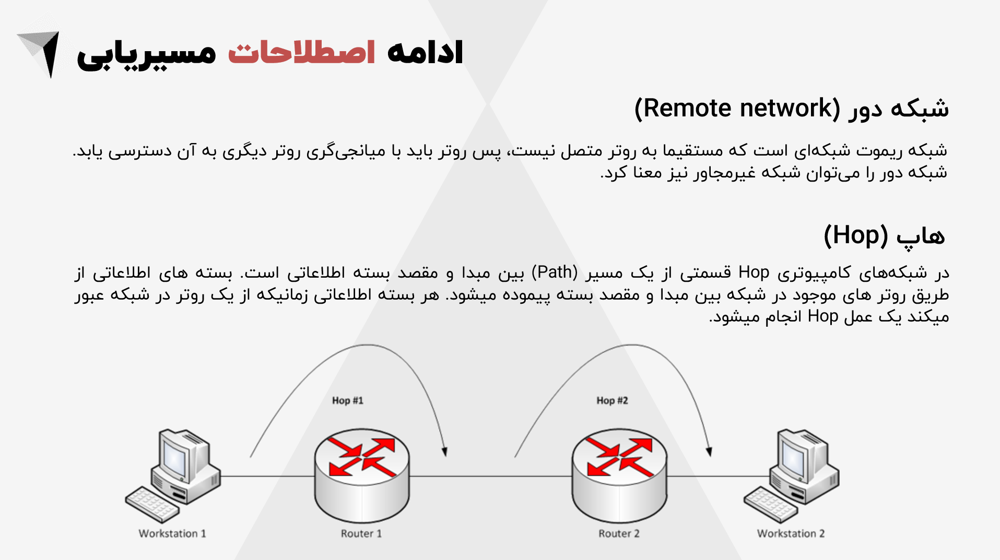 ادامه اصطلاحات مسیریابی
شبکه دور (Remote network)
شبکه ریموت شبکه‌ای است که مستقیما به روتر متصل نیست، پس روتر باید با میانجی‌گری روتر دیگری به آن دسترسی یابد.
شبکه دور را می‌توان شبکه غیرمجاور نیز معنا کرد.
هاپ (Hop)
در شبکه‌های کامپیوتری Hop قسمتی از یک مسیر (Path) بین مبدا و مقصد بسته اطلاعاتی است. بسته های اطلاعاتی از
طریق روتر های موجود در شبکه بین مبدا و مقصد بسته پیموده میشود. هر بسته اطلاعاتی زمانیکه از یک روتر در شبکه عبور
میکند یک عمل Hop انجام میشود.
Hop #1
Hop #2
Workstation 1
Router 1
Router 2
Workstation 2